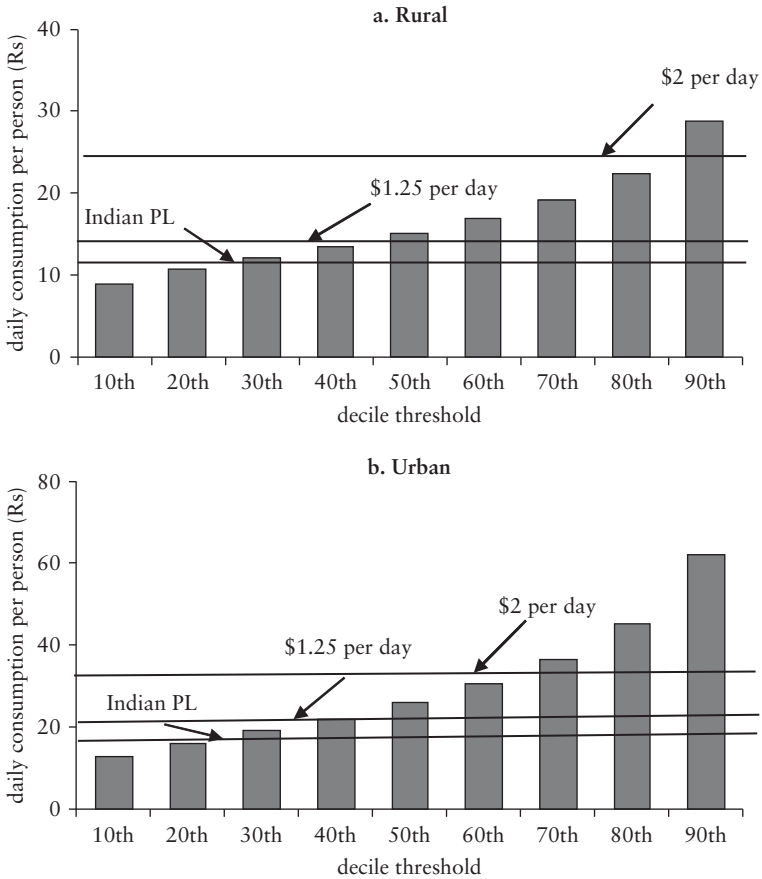 a. Rural
daily consumption per person (Rs)
40
30
20
10
0
$2 per day
$1.25 per day
Indian PL
10th 20th 30th 40th 50th 60th 70th 80th 90th
decile threshold
b. Urban
daily consumption per person (Rs)
80
60
40
20
0
$2 per day
$1.25 per day
Indian PL
10th 20th 30th 40th 50th 60th 70th 80th 90th
decile threshold